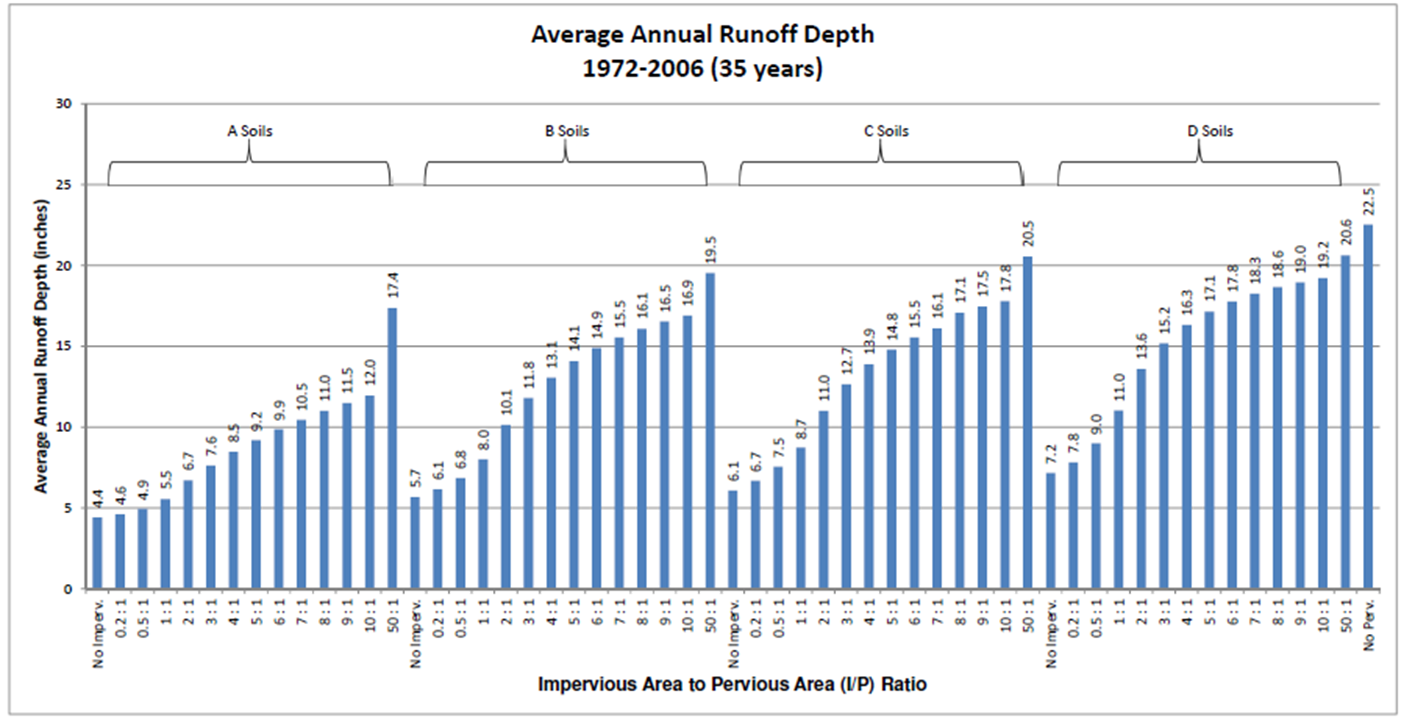 Average Annual Runoff Depth
1972-2006 (35 years)
Average Annual Runoff Depth (inches)
30
25
20
15
10
5
0
A Soils
B Soils
C Soils
D Soils
4.4
4.6
4.9
5.5
6.7
7.6
8.5
9.2
9.9
10.5
11.0
11.5
12.0
17.4
5.7
6.1
6.8
8.0
10.1
11.8
13.1
14.1
14.9
15.5
16.1
16.5
16.9
19.5
6.1
6.7
7.5
8.7
11.0
12.7
13.9
14.8
15.5
16.1
17.1
17.5
17.8
20.5
7.2
7.8
9.0
11.0
13.6
15.2
16.3
17.1
17.8
18.3
18.6
19.0
19.2
20.6
22.5
No Imperv.
0.2 : 1
0.5 : 1
1 : 1
2 : 1
3 : 1
4 : 1
5 : 1
6 : 1
7 : 1
8 : 1
9 : 1
10 : 1
50 : 1
No Imperv.
0.2 : 1
0.5 : 1
1 : 1
2 : 1
3 : 1
4 : 1
5 : 1
6 : 1
7 : 1
8 : 1
9 : 1
10 : 1
50 : 1
No Imperv.
0.2 : 1
0.5 : 1
1 : 1
2 : 1
3 : 1
4 : 1
5 : 1
6 : 1
7 : 1
8 : 1
9 : 1
10 : 1
50 : 1
No Imperv.
0.2 : 1
0.5 : 1
1 : 1
2 : 1
3 : 1
4 : 1
5 : 1
6 : 1
7 : 1
8 : 1
9 : 1
10 : 1
50 : 1
No Perv.
Impervious Area to Pervious Area (I/P) Ratio